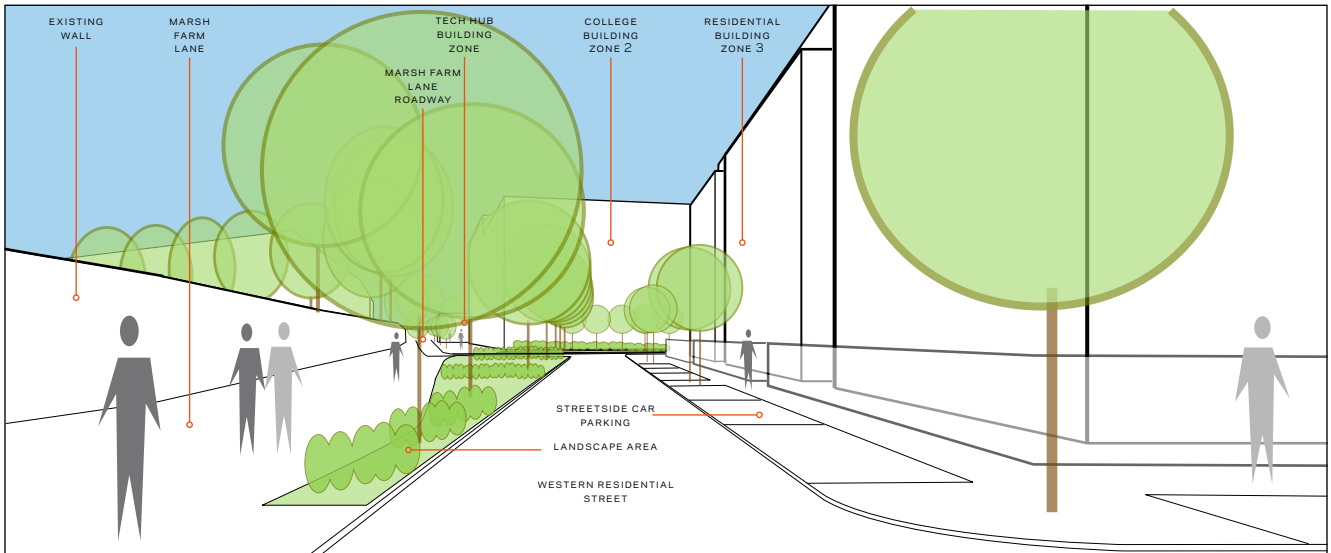 EXISTING
WALL
MARSH
FARM
LANE
TECH HUB
BUILDING
ZONE
COLLEGE
BUILDING
ZONE 2
RESIDENTIAL
BUILDING
ZONE 3
MARSH FARM
LANE
ROADWAY
STREETSIDE CAR
PARKING
LANDSCAPE AREA
WESTERN RESIDENTIAL
STREET